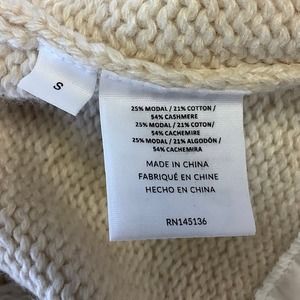 S
25% MODAL / 21% COTTON /
54% CASHMERE
25% MODAL / 21% COTON/
54% CACHEMIRE
25% MODAL / 21% ALGODÓN /
54% CACHEMIRA
MADE IN CHINA
FABRIQUÉ EN CHINE
HECHO EN CHINA
RN145136